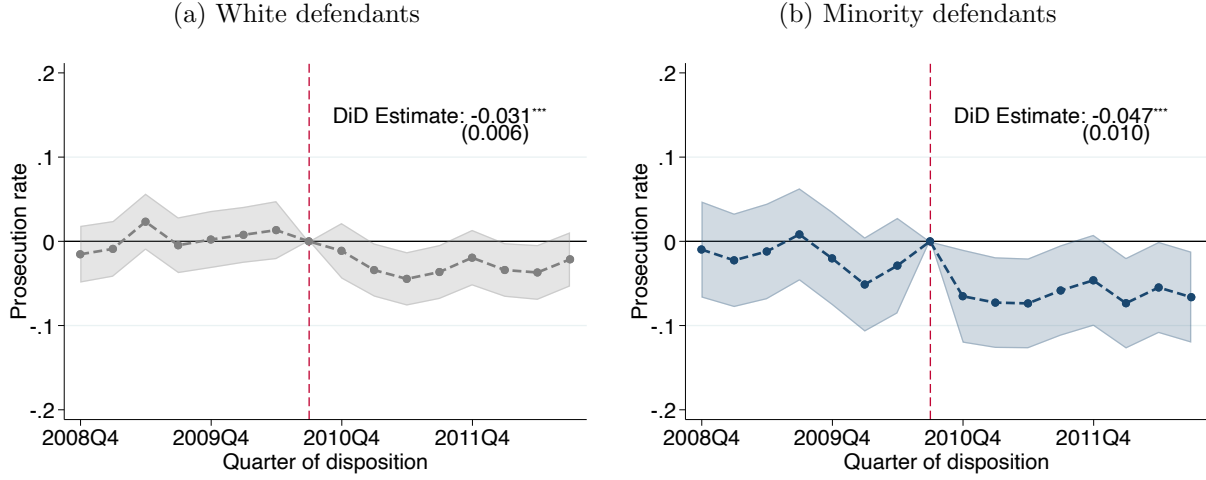 (a) White defendants
.2
.1
0
-.1
-.2
Prosecution rate
DiD Estimate: -0.031***
(0.006)
2008Q4 2009Q4 2010Q4 2011Q4
Quarter of disposition
(b) Minority defendants
.2
.1
0
-.1
-.2
Prosecution rate
DiD Estimate: -0.047***
(0.010)
2008Q4 2009Q4 2010Q4 2011Q4
Quarter of disposition